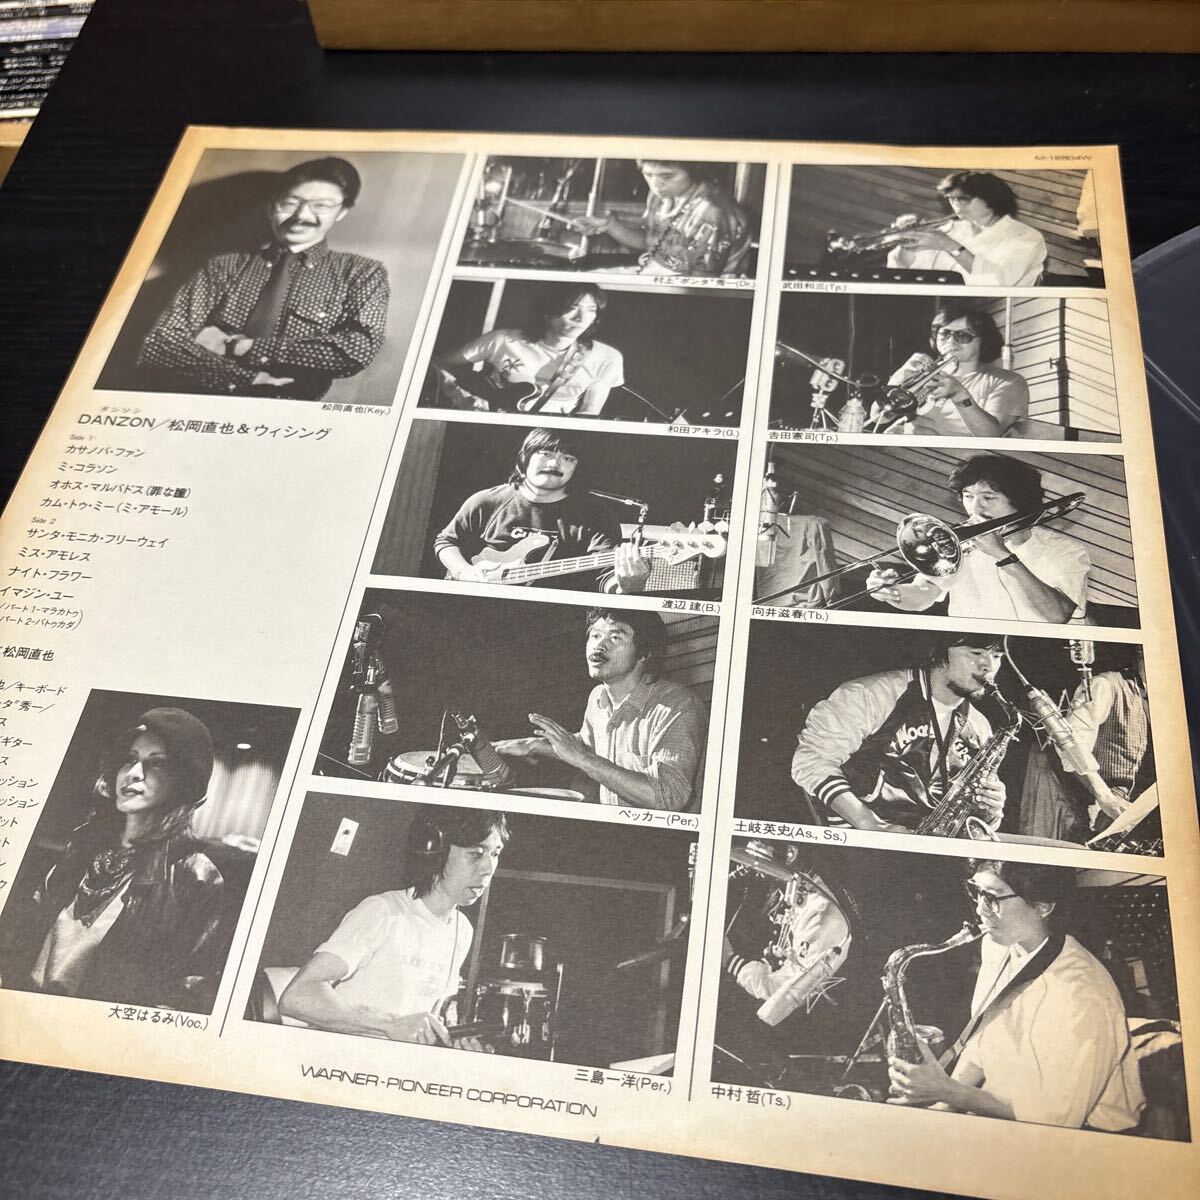 M-12804W
松岡直也(Key.)
ダンソン
DANZON／松岡直也＆ウィシング
Side 1
カサノバ・ファン
ミ・コラソン
オホス・マルバドス(罪な瞳)
カム・トゥ・ミー(ミ・アモール)
Side 2
サンタ・モニカ・フリーウェイ
ミス・アモレス
ナイト・フラワー
イマジン・ユー
パート1-マラカトゥ
パート2-バトゥカダ
松岡直也
也/キーボード
タ"秀一/
ス
ギター
ス
ッション
ッション
ット
ト
ン
ク
大空はるみ(Voc.)
村上"ポンタ"秀一(Dr.)
和田アキラ(G.)
渡辺 建(B.)
ペッカー(Per.)
三島一洋(Per.)
武田和三(Tp.)
吉田憲司(Tp.)
向井滋春(Tb.)
土岐英史(As., Ss.)
中村 哲(Ts.)
WARNER-PIONEER CORPORATION